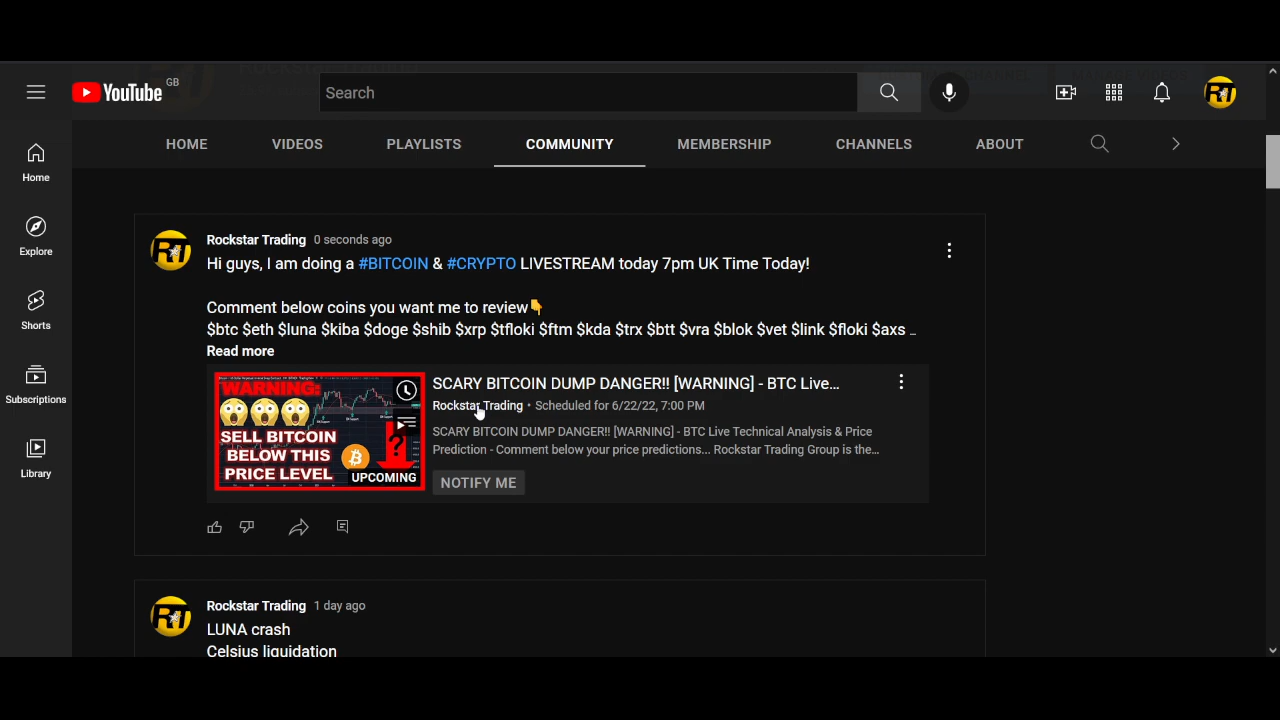 YouTube GB
Search
HOME VIDEOS PLAYLISTS COMMUNITY MEMBERSHIP CHANNELS ABOUT
Home
Explore
Shorts
Subscriptions
Library
Rockstar Trading 0 seconds ago
Hi guys, I am doing a #BITCOIN & #CRYPTO LIVESTREAM today 7pm UK Time Today!
Comment below coins you want me to review👇
$btc $eth $luna $kiba $doge $shib $xrp $tfloki $ftm $kda $trx $btt $vra $blok $vet $link $floki $axs ...
Read more
WARNING:
SELL BITCOIN
BELOW THIS
PRICE LEVEL
?
UPCOMING
SCARY BITCOIN DUMP DANGER!! [WARNING] - BTC Live...
Rockstar Trading • Scheduled for 6/22/22, 7:00 PM
SCARY BITCOIN DUMP DANGER!! [WARNING] - BTC Live Technical Analysis & Price
Prediction - Comment below your price predictions... Rockstar Trading Group is the...
NOTIFY ME
Rockstar Trading 1 day ago
LUNA crash
Celsius liquidation